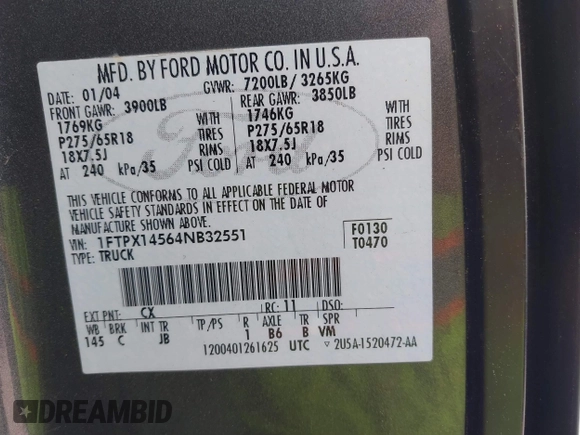 MFD. BY FORD MOTOR CO. IN U.S.A.
DATE: 01/04 GVWR: 7200LB/ 3265KG
FRONT GAWR: 3900LB REAR GAWR: 3850LB
1769KG WITH 1746KG WITH
P275/65R18 TIRES P275/65R18 TIRES
18X7.5J RIMS 18X7.5J RIMS
AT 240 kPa/35 PSI COLD AT 240 kPa/35 PSI COLD
THIS VEHICLE CONFORMS TO ALL APPLICABLE FEDERAL MOTOR
VEHICLE SAFETY STANDARDS IN EFFECT ON THE DATE OF
MANUFACTURE SHOWN ABOVE.
VIN: 1FTPX14564NB32551 F0130
TYPE: TRUCK T0470
EXT PNT: CX RC: 11 DSO:
WB BRK INT TR TP/PS R AXLE TR SPR
145 C JB 1 B6 B VM
1200401261625 UTC 2U5A-1520472-AA
Ford
DREAMBID